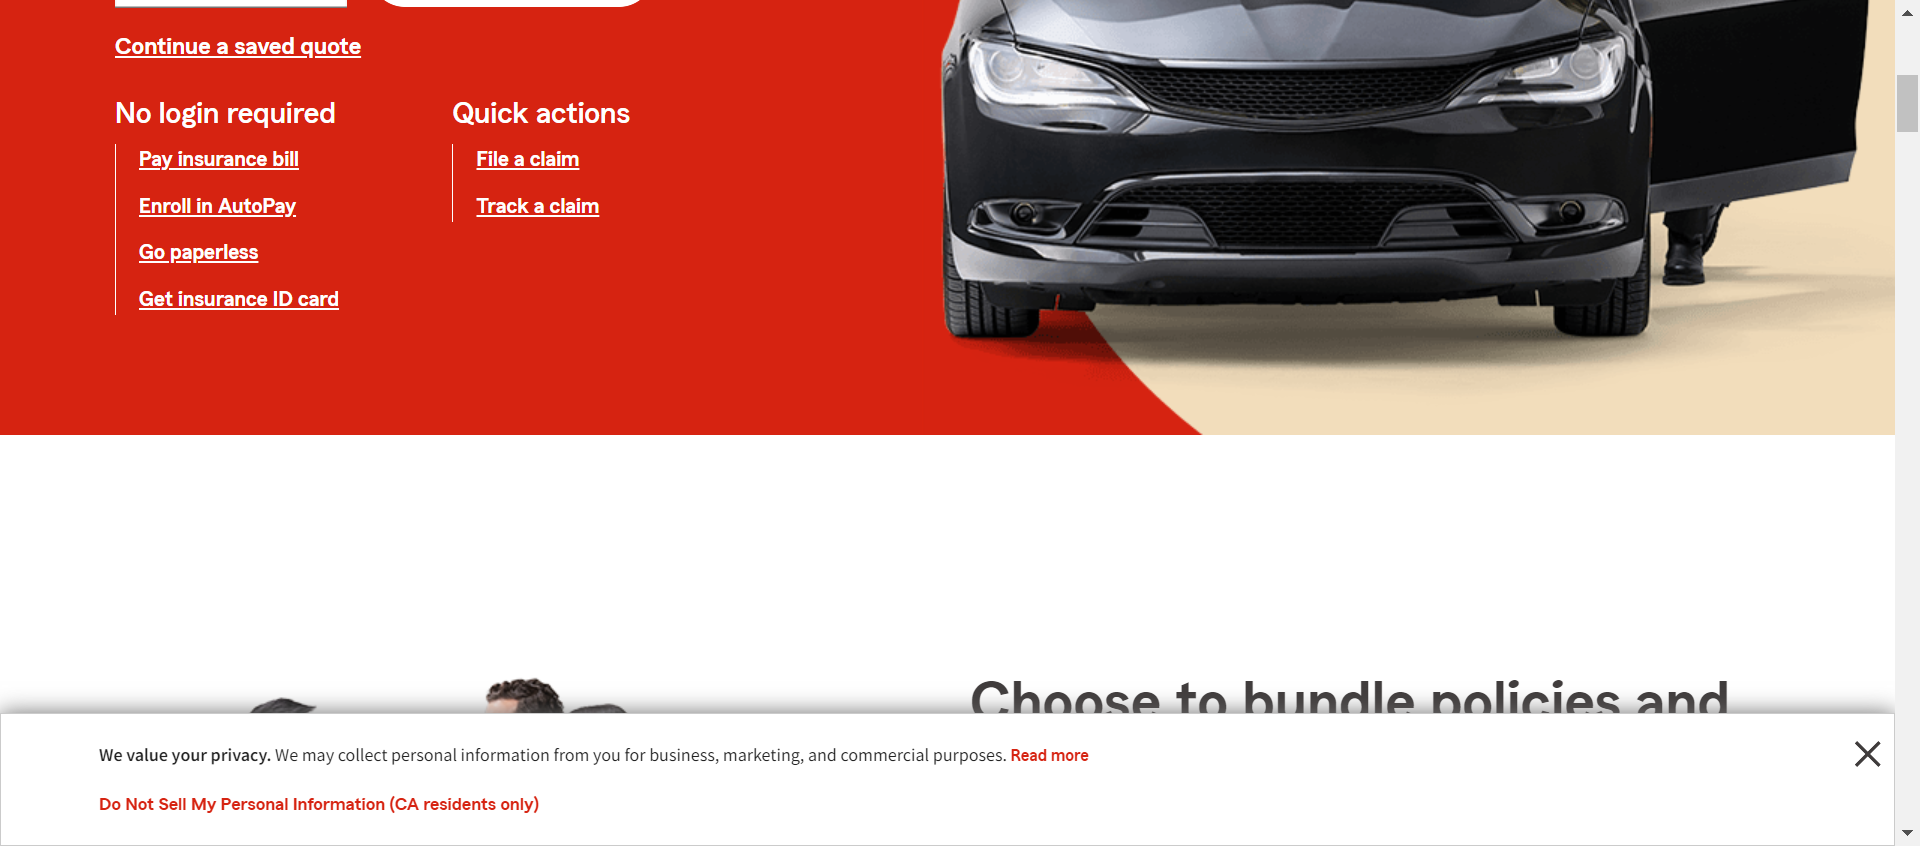 Continue a saved quote
No login required
Pay insurance bill
Enroll in AutoPay
Go paperless
Get insurance ID card
Quick actions
File a claim
Track a claim
Choose to bundle policies and
We value your privacy. We may collect personal information from you for business, marketing, and commercial purposes. Read more
Do Not Sell My Personal Information (CA residents only)